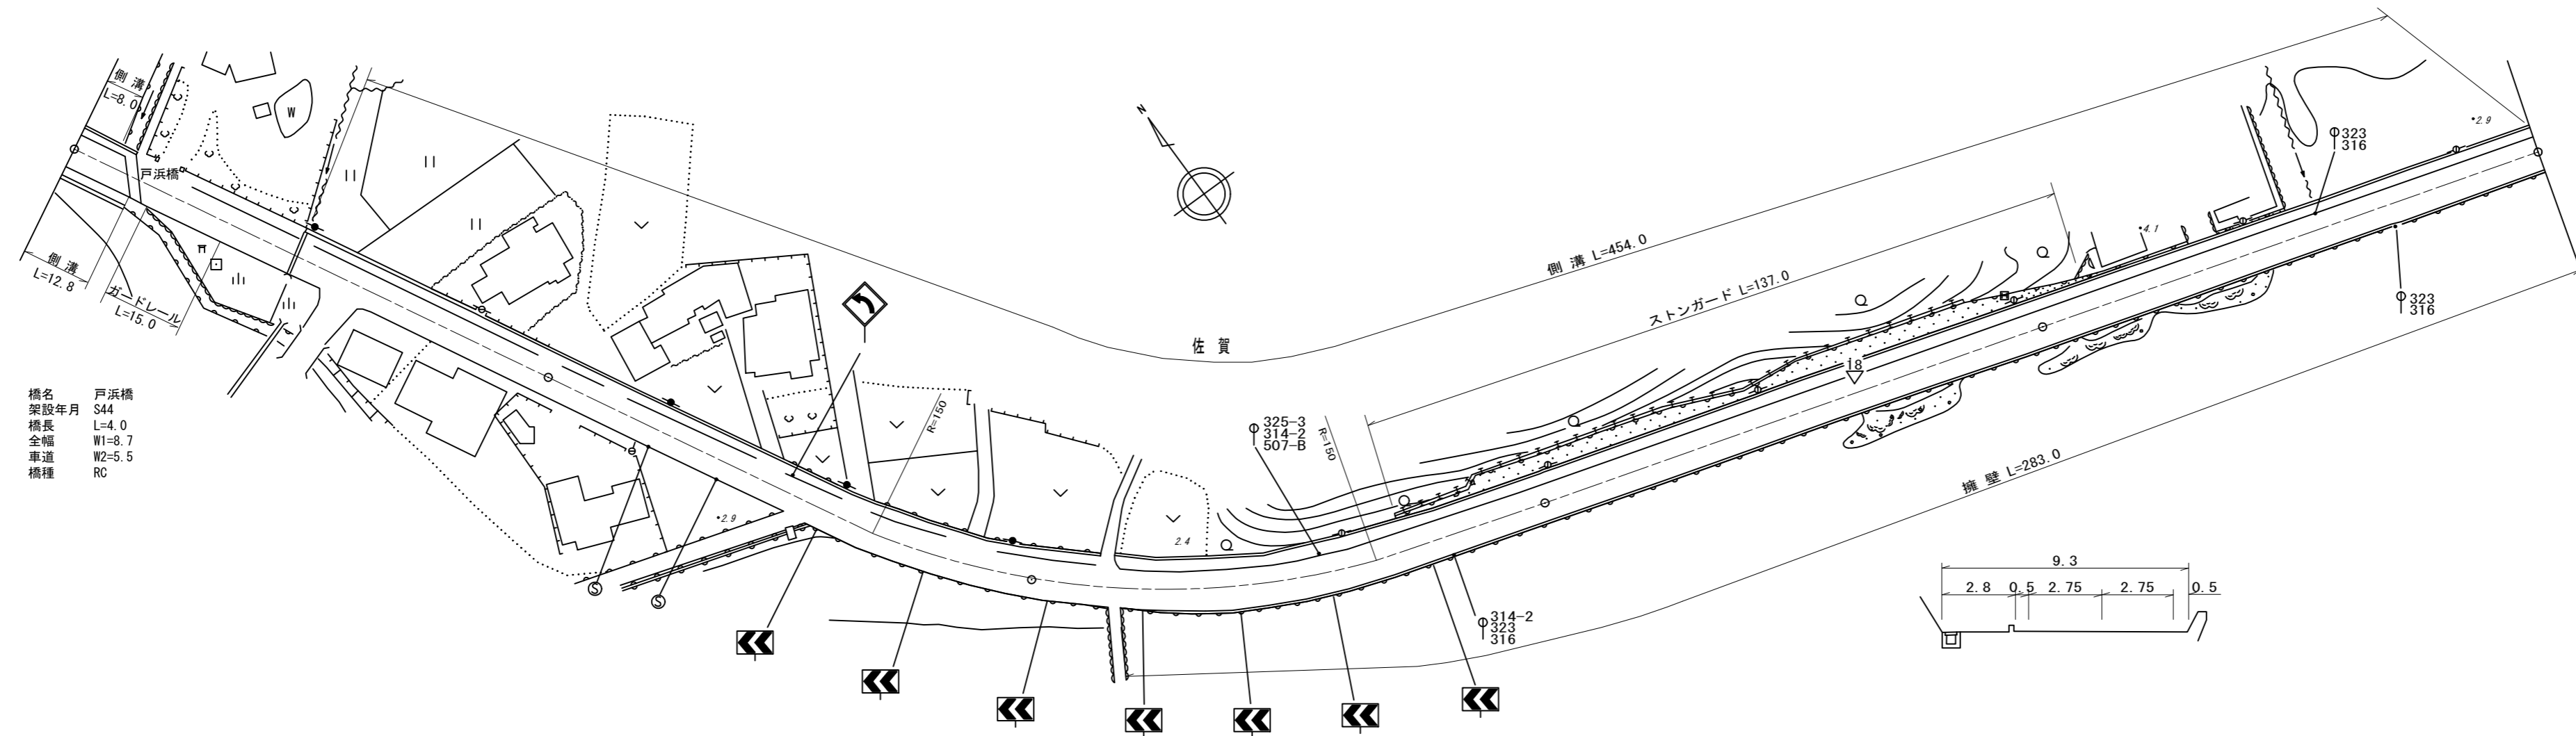 側溝
L=8.0
戸浜橋
W
側溝
L=12.8
ガードレール
L=15.0
橋名 戸浜橋
架設年月 S44
橋長 L=4.0
全幅 W1=8.7
車道 W2=5.5
橋種 RC
N
佐賀
側溝 L=454.0
ストンガード L=137.0
R=150
R=150
325-3
314-2
507-B
18
323
316
2.9
4.1
323
316
2.9
2.4
S
S
擁壁 L=283.0
314-2
323
316
9.3
2.8 0.5 2.75 2.75 0.5